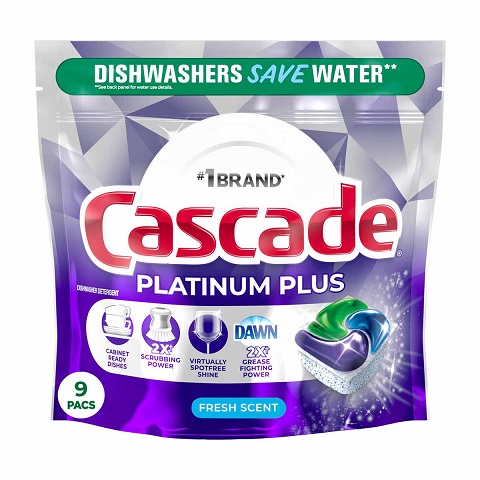 DISHWASHERS SAVE WATER**
**See back panel for water use details.
#1 BRAND*
Cascade®
PLATINUM PLUS
DISHWASHER DETERGENT
CABINET
READY
DISHES
2X*
SCRUBBING
POWER
VIRTUALLY
SPOTFREE
SHINE
DAWN
2X*
GREASE
FIGHTING
POWER
9
PACS
FRESH SCENT